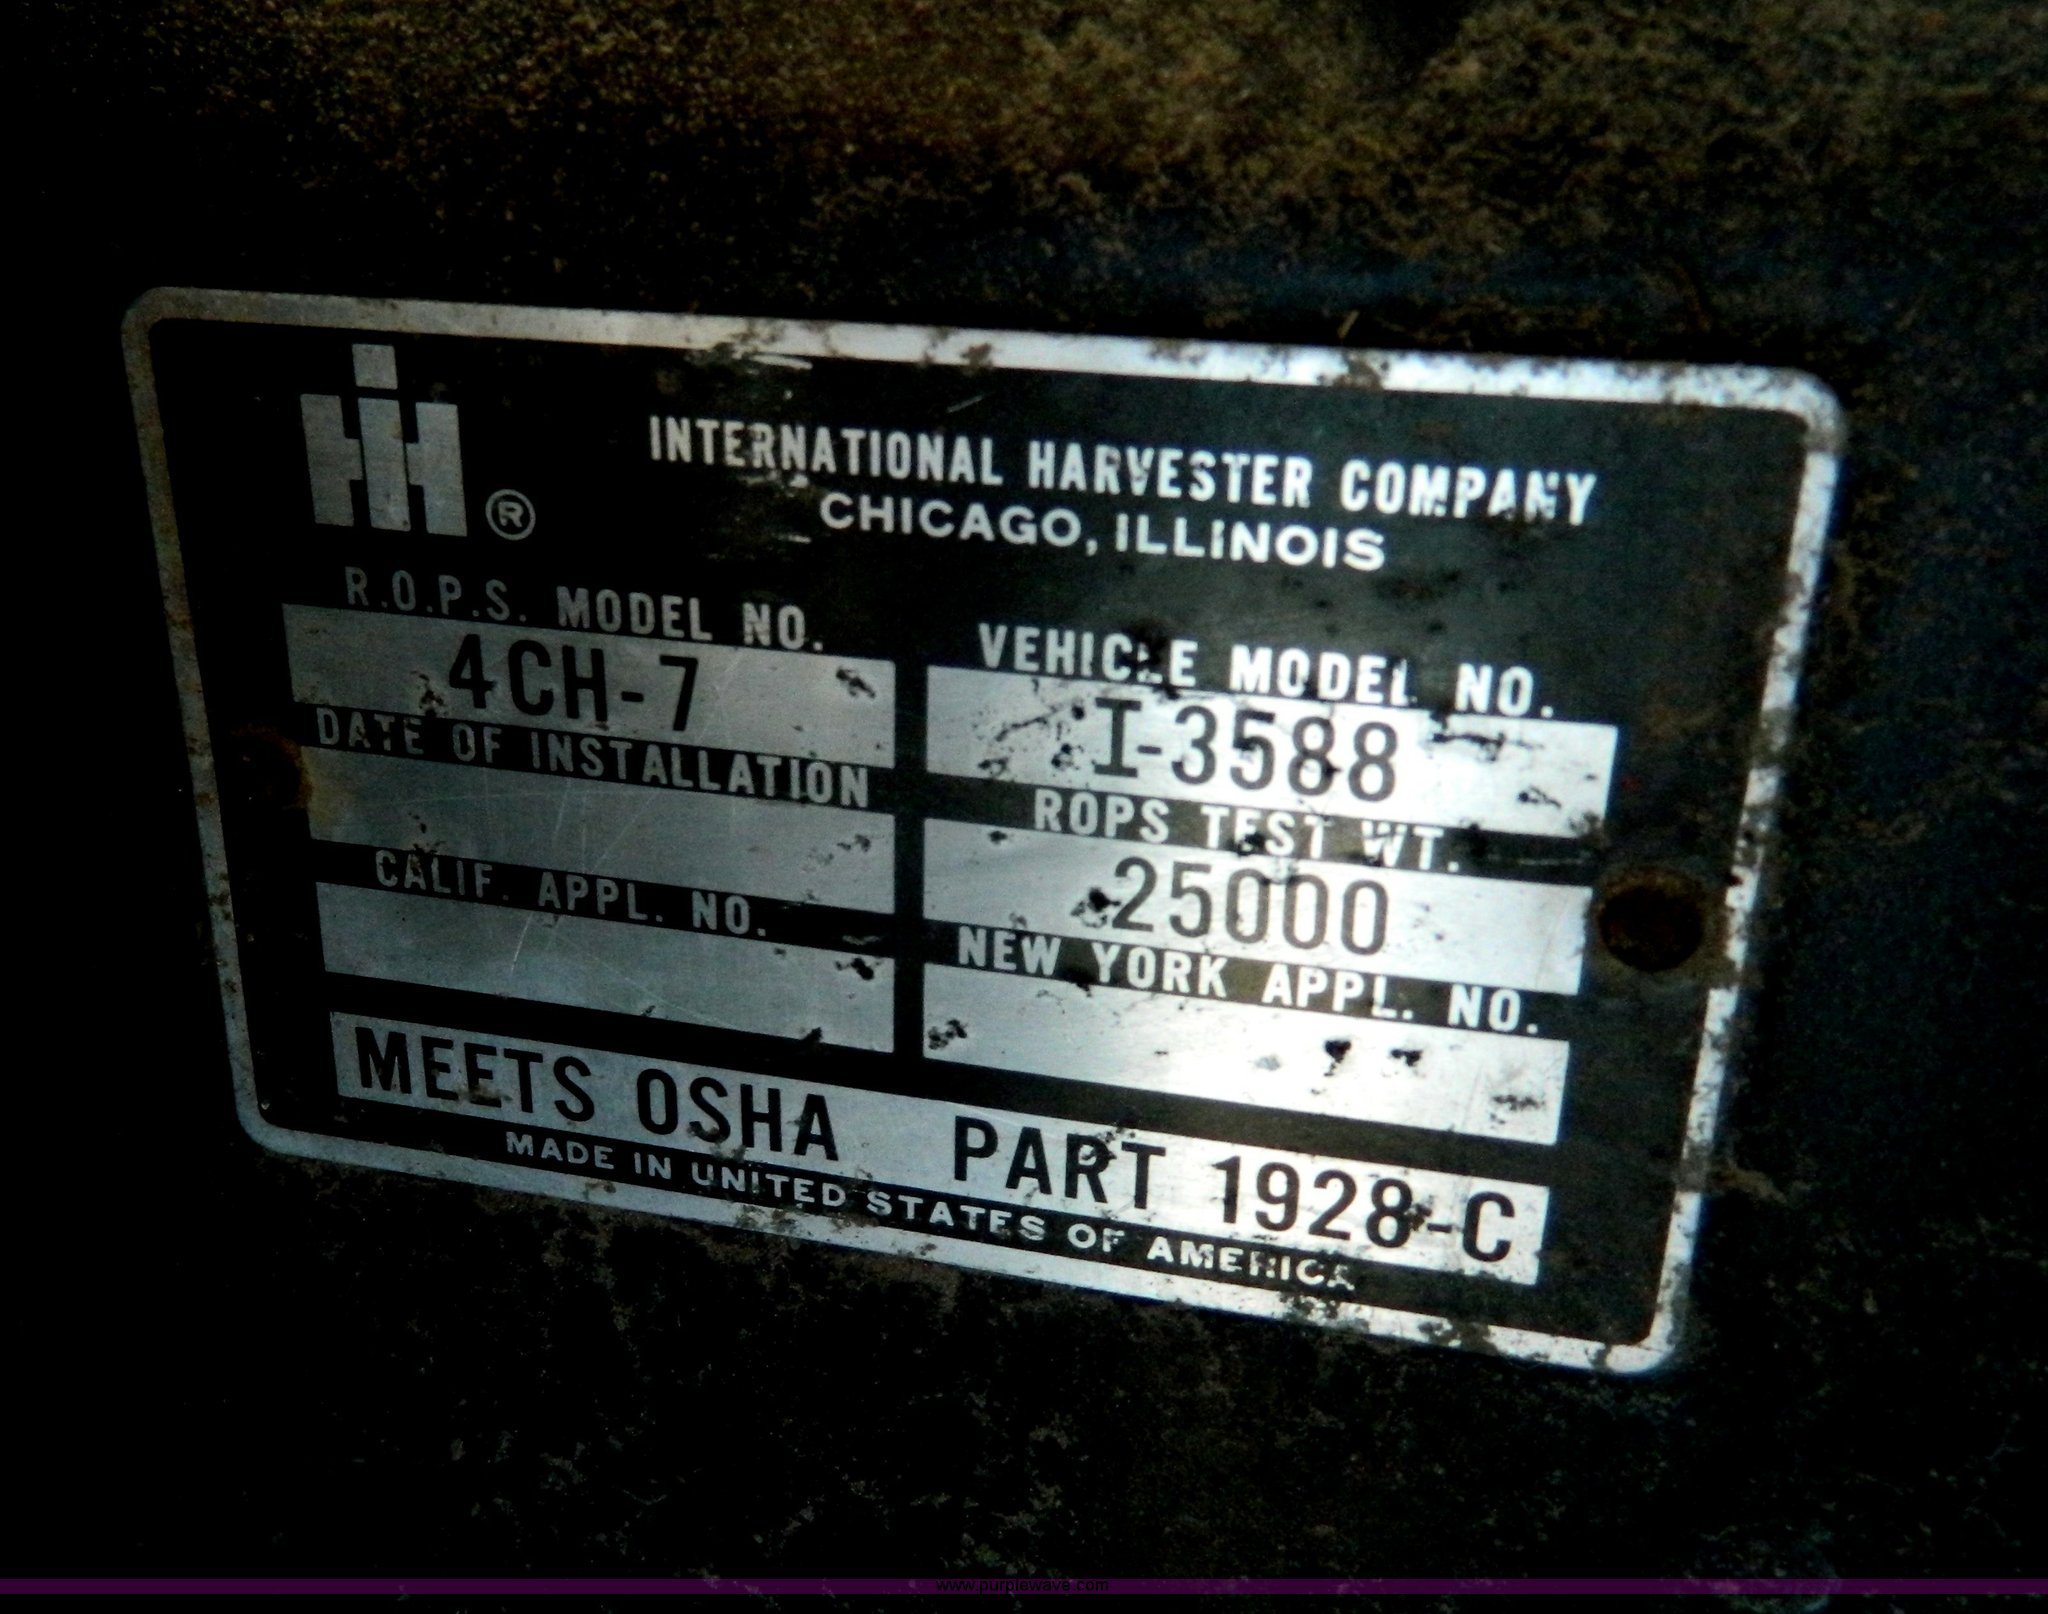 IH ®
INTERNATIONAL HARVESTER COMPANY
CHICAGO, ILLINOIS
R.O.P.S. MODEL NO.
4CH-7
VEHICLE MODEL NO.
I-3588
DATE OF INSTALLATION
ROPS TEST WT.
25000
CALIF. APPL. NO.
NEW YORK APPL. NO.
MEETS OSHA PART 1928-C
MADE IN UNITED STATES OF AMERICA
www.purplewave.com